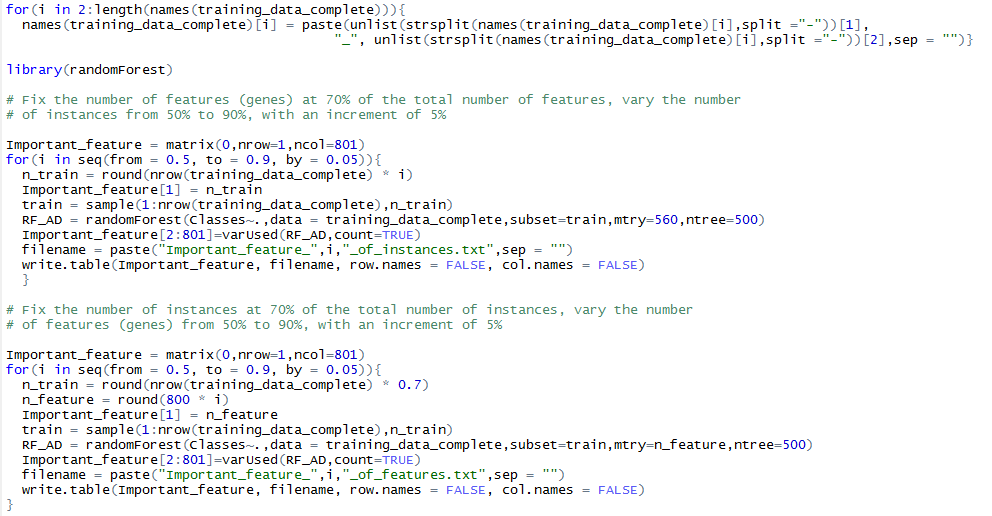 for(i in 2:length(names(training_data_complete))){
  names(training_data_complete)[i] = paste(unlist(strsplit(names(training_data_complete)[i],split ="-"))[1],
                                         "_", unlist(strsplit(names(training_data_complete)[i],split ="-"))[2],sep = "")}
library(randomForest)
# Fix the number of features (genes) at 70% of the total number of features, vary the number
# of instances from 50% to 90%, with an increment of 5%
Important_feature = matrix(0,nrow=1,ncol=801)
for(i in seq(from = 0.5, to = 0.9, by = 0.05)){
  n_train = round(nrow(training_data_complete) * i)
  Important_feature[1] = n_train
  train = sample(1:nrow(training_data_complete),n_train)
  RF_AD = randomForest(Classes~.,data = training_data_complete,subset=train,mtry=560,ntree=500)
  Important_feature[2:801]=varUsed(RF_AD,count=TRUE)
  filename = paste("Important_feature_",i,"_of_instances.txt",sep = "")
  write.table(Important_feature, filename, row.names = FALSE, col.names = FALSE)
  }
# Fix the number of instances at 70% of the total number of instances, vary the number
# of features (genes) from 50% to 90%, with an increment of 5%
Important_feature = matrix(0,nrow=1,ncol=801)
for(i in seq(from = 0.5, to = 0.9, by = 0.05)){
  n_train = round(nrow(training_data_complete) * 0.7)
  n_feature = round(800 * i)
  Important_feature[1] = n_feature
  train = sample(1:nrow(training_data_complete),n_train)
  RF_AD = randomForest(Classes~.,data = training_data_complete,subset=train,mtry=n_feature,ntree=500)
  Important_feature[2:801]=varUsed(RF_AD,count=TRUE)
  filename = paste("Important_feature_",i,"_of_features.txt",sep = "")
  write.table(Important_feature, filename, row.names = FALSE, col.names = FALSE)
}